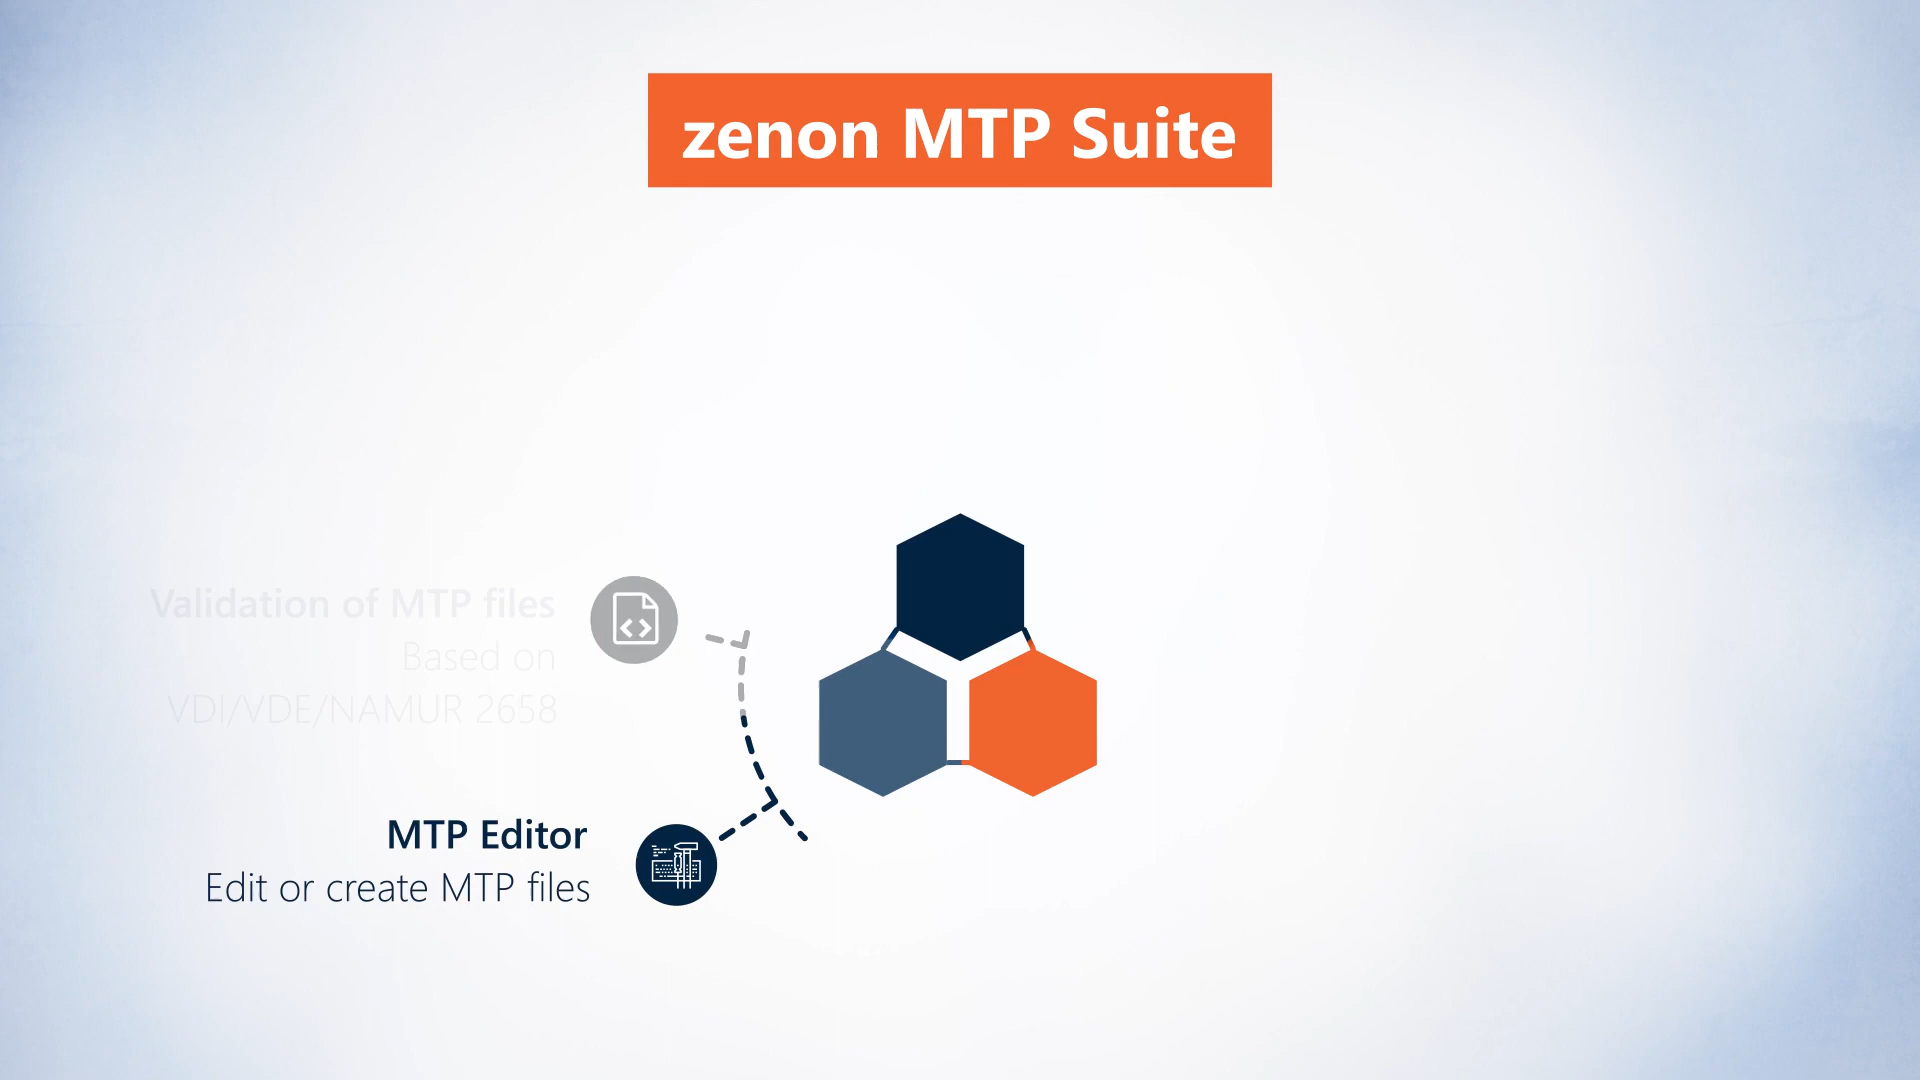 zenon MTP Suite
Validation of MTP files
Based on
VDI/VDE/NAMUR 2658
MTP Editor
Edit or create MTP files